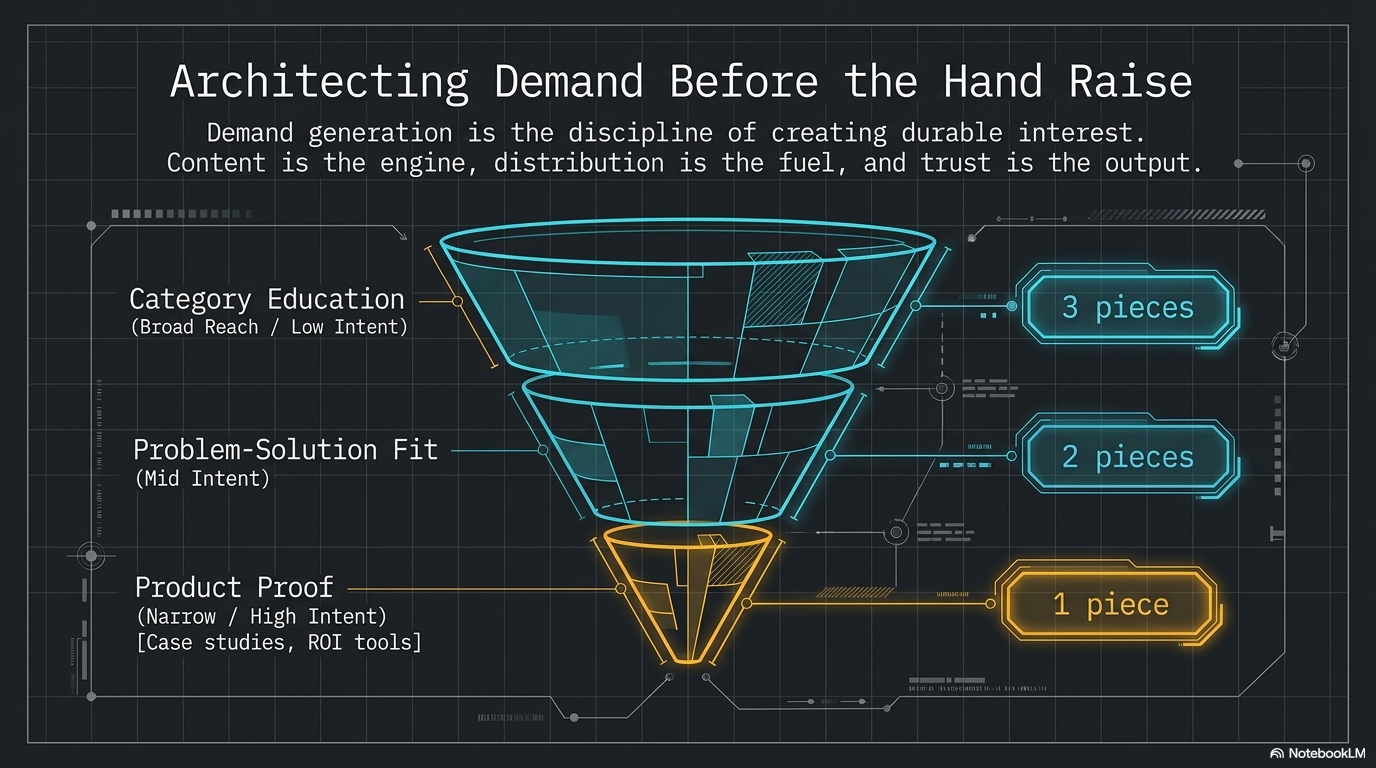 Architecting Demand Before the Hand Raise
Demand generation is the discipline of creating durable interest.
Content is the engine, distribution is the fuel, and trust is the output.
Category Education
(Broad Reach / Low Intent)
3 pieces
Problem-Solution Fit
(Mid Intent)
2 pieces
Product Proof
(Narrow / High Intent)
[Case studies, ROI tools]
1 piece
NotebookLM